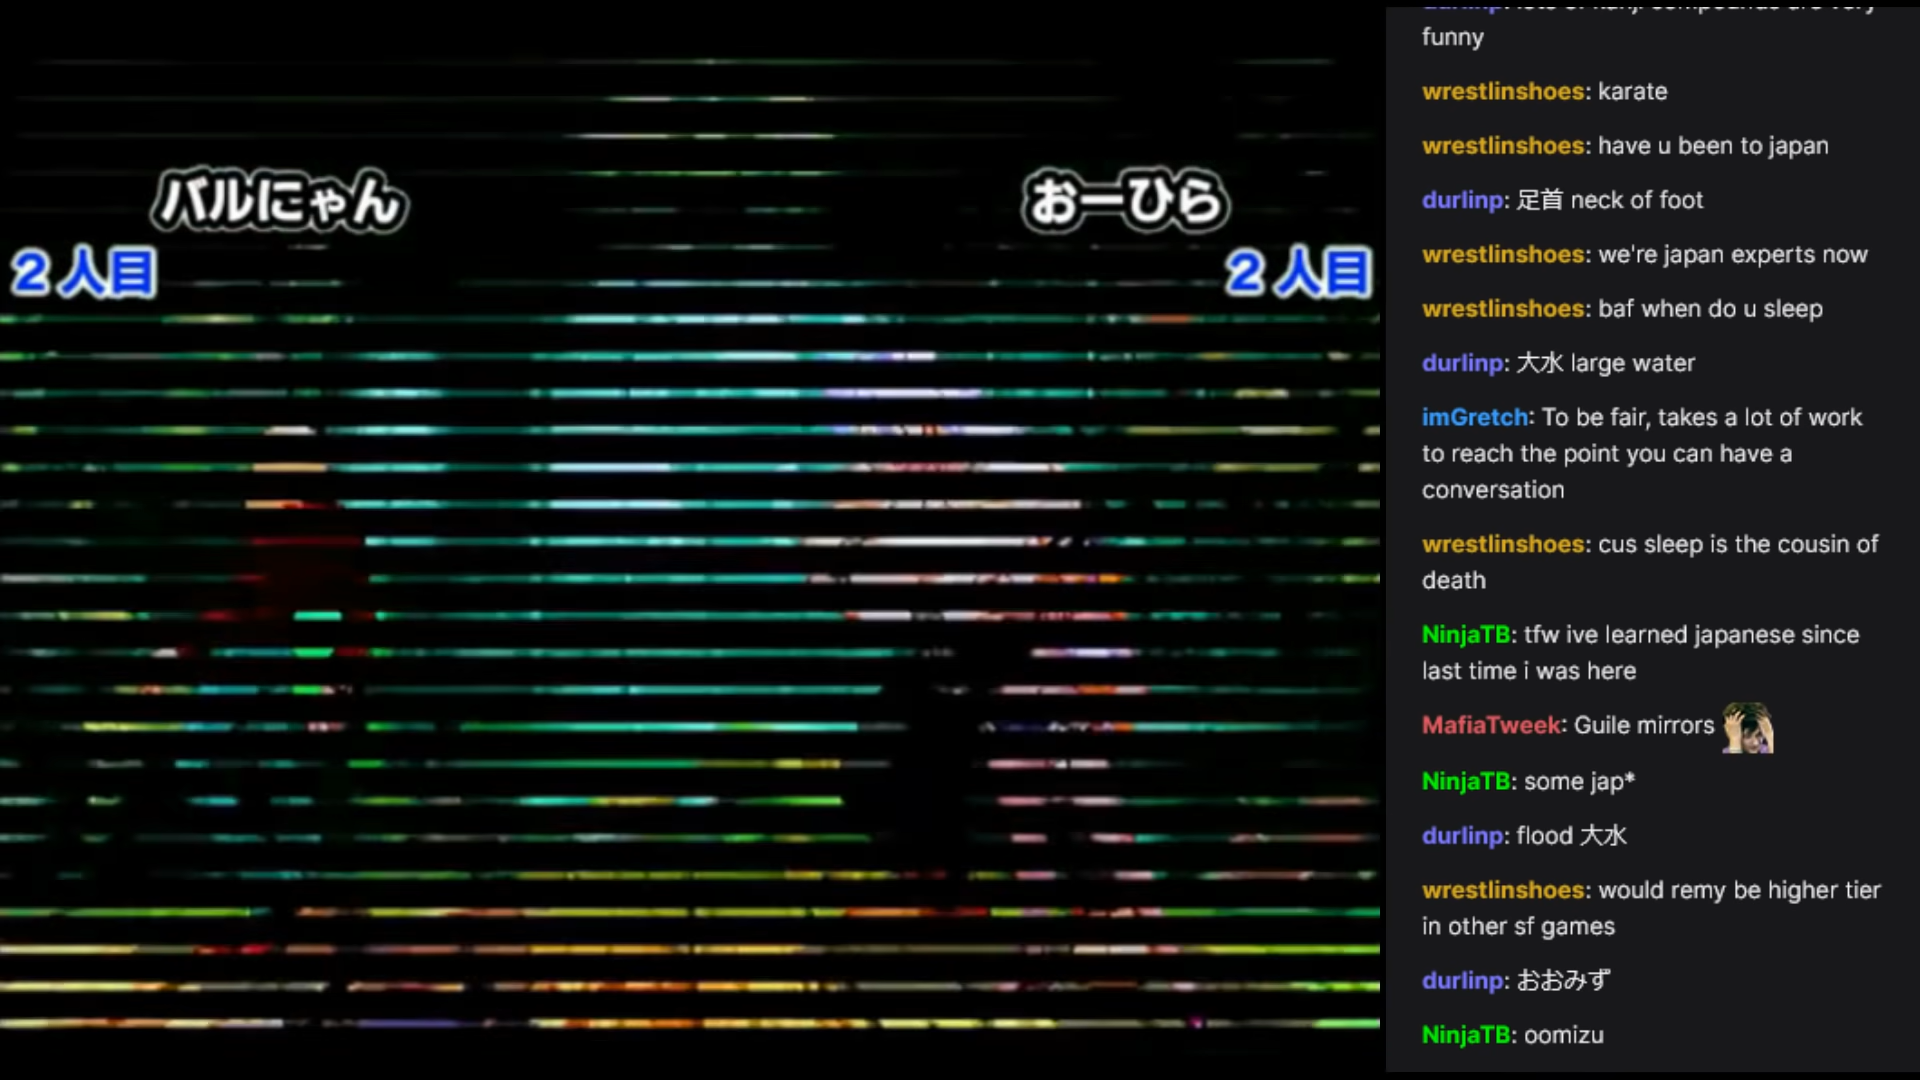 バルにゃん
おーひら
2人目
2人目
funny
wrestlinshoes: karate
wrestlinshoes: have u been to japan
durlinp: 足首 neck of foot
wrestlinshoes: we're japan experts now
wrestlinshoes: baf when do u sleep
durlinp: 大水 large water
imGretch: To be fair, takes a lot of work
to reach the point you can have a
conversation
wrestlinshoes: cus sleep is the cousin of
death
NinjaTB: tfw ive learned japanese since
last time i was here
MafiaTweek: Guile mirrors
NinjaTB: some jap*
durlinp: flood 大水
wrestlinshoes: would remy be higher tier
in other sf games
durlinp: おおみず
NinjaTB: oomizu